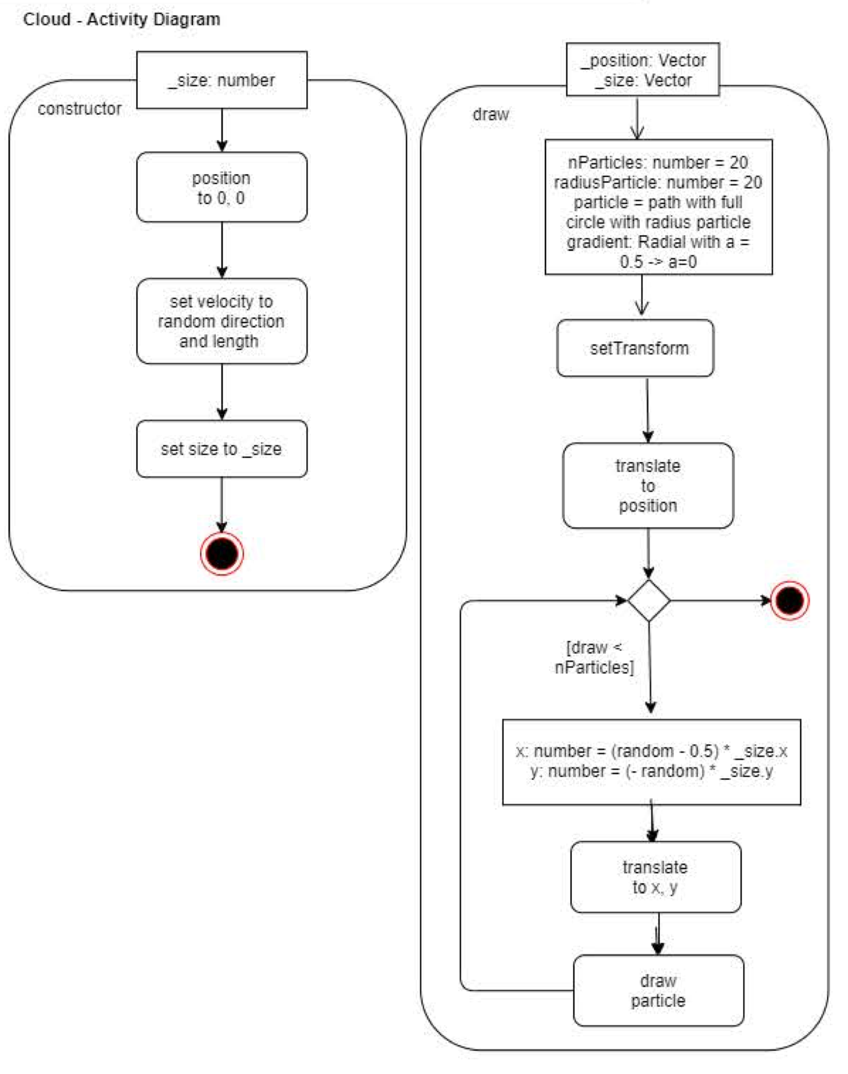 Cloud - Activity Diagram
_size: number
constructor
position
to 0, 0
set velocity to
random direction
and length
set size to _size
_position: Vector
_size: Vector
draw
nParticles: number = 20
radiusParticle: number = 20
particle = path with full
circle with radius particle
gradient: Radial with a =
0.5 -> a=0
setTransform
translate
to
position
[draw <
nParticles]
x: number = (random - 0.5) * _size.x
y: number = (- random) * _size.y
translate
to x, y
draw
particle